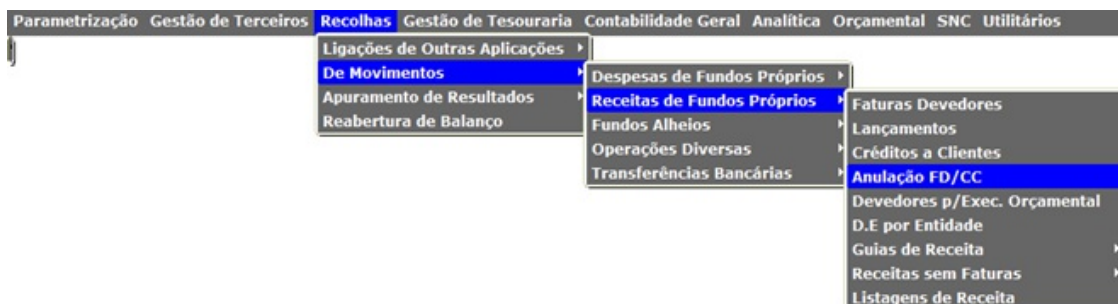 Parametrização Gestão de Terceiros Recolhas Gestão de Tesouraria Contabilidade Geral Analítica Orçamental SNC Utilitários
Ligações de Outras Aplicações
De Movimentos
Apuramento de Resultados
Reabertura de Balanço
Despesas de Fundos Próprios
Receitas de Fundos Próprios
Fundos Alheios
Operações Diversas
Transferências Bancárias
Faturas Devedores
Lançamentos
Créditos a Clientes
Anulação FD/CC
Devedores p/Exec. Orçamental
D.E por Entidade
Guias de Receita
Receitas sem Faturas
Listagens de Receita